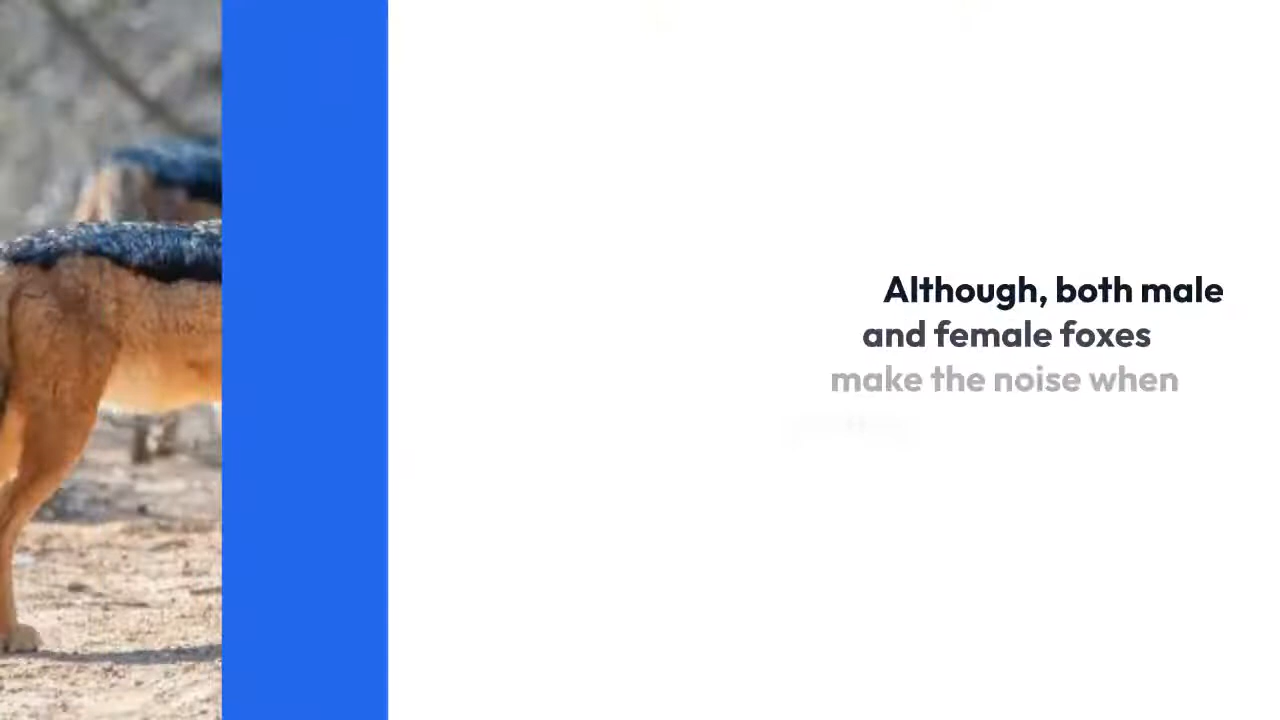 Although, both male
and female foxes
make the noise when